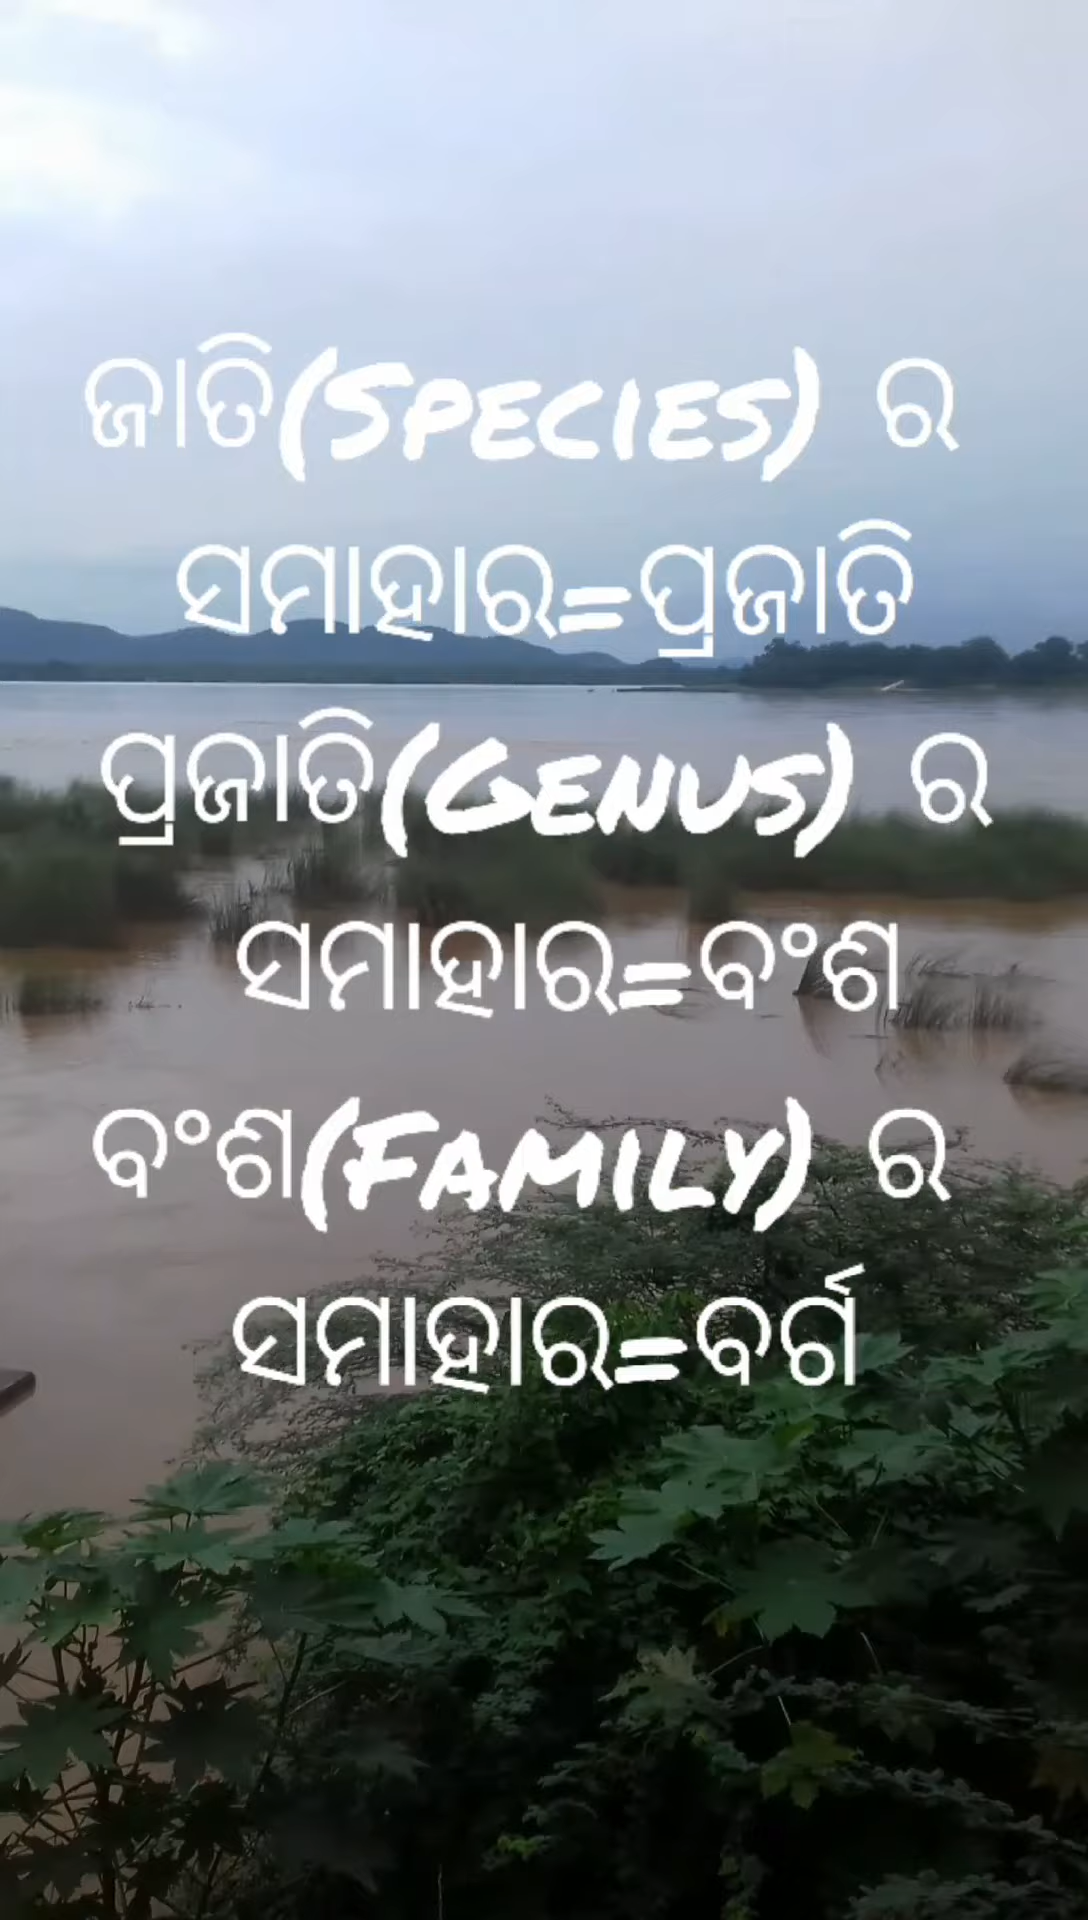 ଜାତି(SPECIES) ର
ସମାହାର=ପ୍ରଜାତି
ପ୍ରଜାତି(GENUS) ର
ସମାହାର=ବଂଶ
ବଂଶ(FAMILY) ର
ସମାହାର=ବର୍ଗ